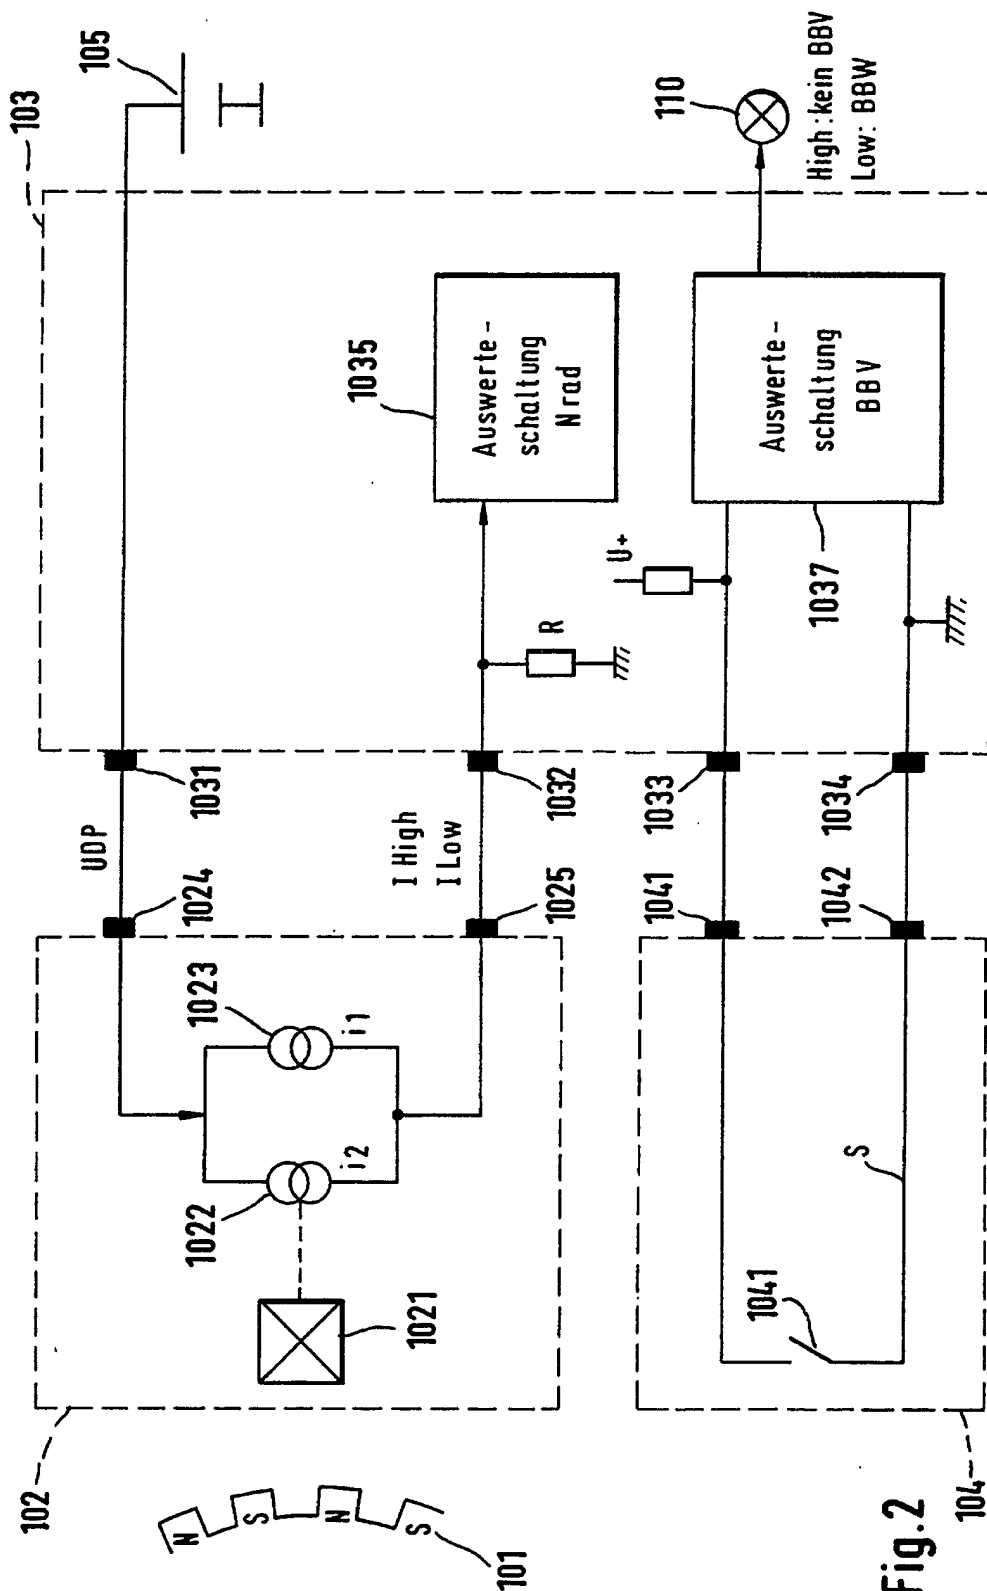 103
105
110
High: kein BBV
Low: BBW
1035
Auswerte-
schaltung
Nrad
Auswerte-
schaltung
BBV
1037
U+
R
1031
1032
1033
1034
UDP
I High
I Low
1024
1025
1041
1042
1023
i1
1022
i2
1021
S
1041
102
104
N
S
N
S
101
Fig.2